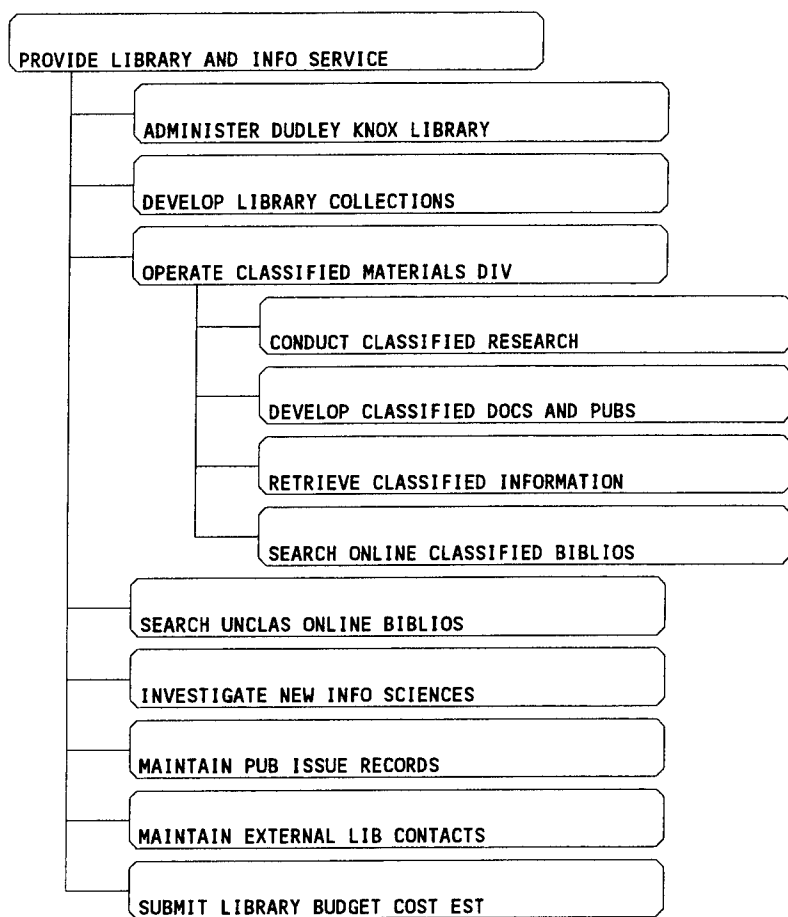 PROVIDE LIBRARY AND INFO SERVICE
ADMINISTER DUDLEY KNOX LIBRARY
DEVELOP LIBRARY COLLECTIONS
OPERATE CLASSIFIED MATERIALS DIV
CONDUCT CLASSIFIED RESEARCH
DEVELOP CLASSIFIED DOCS AND PUBS
RETRIEVE CLASSIFIED INFORMATION
SEARCH ONLINE CLASSIFIED BIBLIOS
SEARCH UNCLAS ONLINE BIBLIOS
INVESTIGATE NEW INFO SCIENCES
MAINTAIN PUB ISSUE RECORDS
MAINTAIN EXTERNAL LIB CONTACTS
SUBMIT LIBRARY BUDGET COST EST